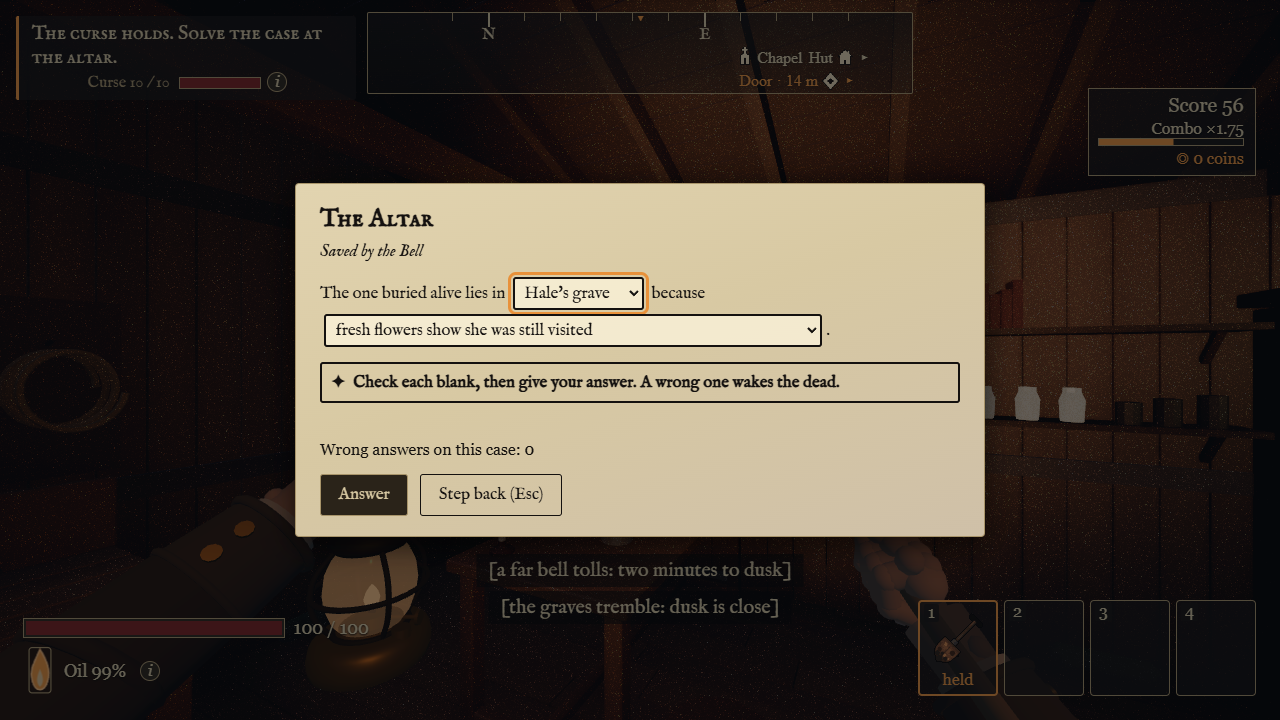 The curse holds. Solve the case at
the altar.
Curse 10 / 10 i
N
E
Chapel Hut
Door · 14 m
Score 56
Combo ×1.75
0 coins
The Altar
Saved by the Bell
The one buried alive lies in Hale's grave because
fresh flowers show she was still visited .
✦ Check each blank, then give your answer. A wrong one wakes the dead.
Wrong answers on this case: 0
Answer Step back (Esc)
[a far bell tolls: two minutes to dusk]
[the graves tremble: dusk is close]
100 / 100
Oil 99% i
1 2 3 4
held